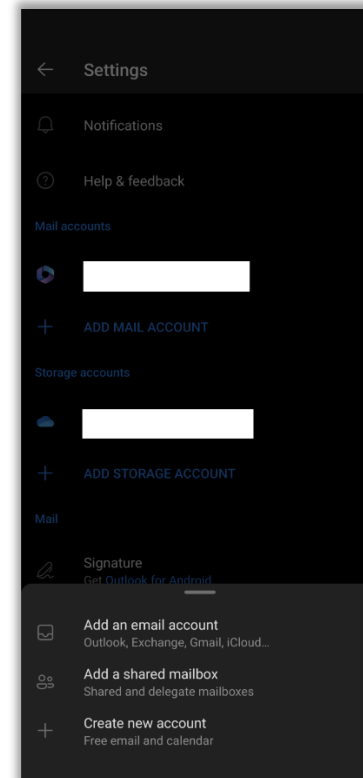 Settings
Notifications
Help & feedback
Mail accounts
ADD MAIL ACCOUNT
Storage accounts
ADD STORAGE ACCOUNT
Mail
Signature
Get Outlook for Android
Add an email account
Outlook, Exchange, Gmail, iCloud...
Add a shared mailbox
Shared and delegate mailboxes
Create new account
Free email and calendar